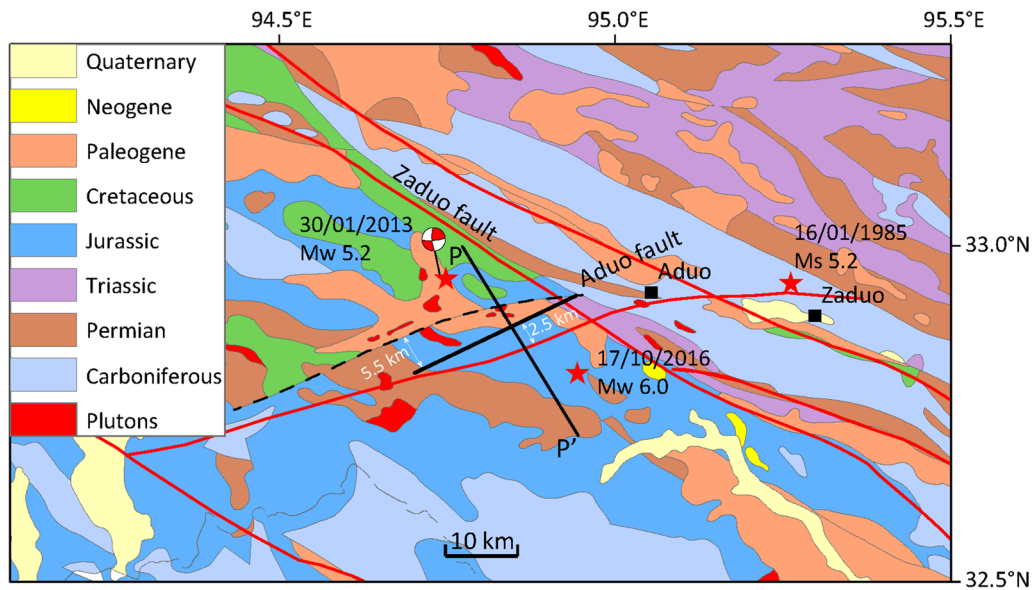 94.5°E
95.0°E
95.5°E
Quaternary
Neogene
Paleogene
Cretaceous
Jurassic
Triassic
Permian
Carboniferous
Plutons
Zaduo fault
30/01/2013
Mw 5.2
P
Aduo fault
Aduo
16/01/1985
Ms 5.2
Zaduo
33.0°N
2.5 km
5.5 km
17/10/2016
Mw 6.0
P'
10 km
32.5°N